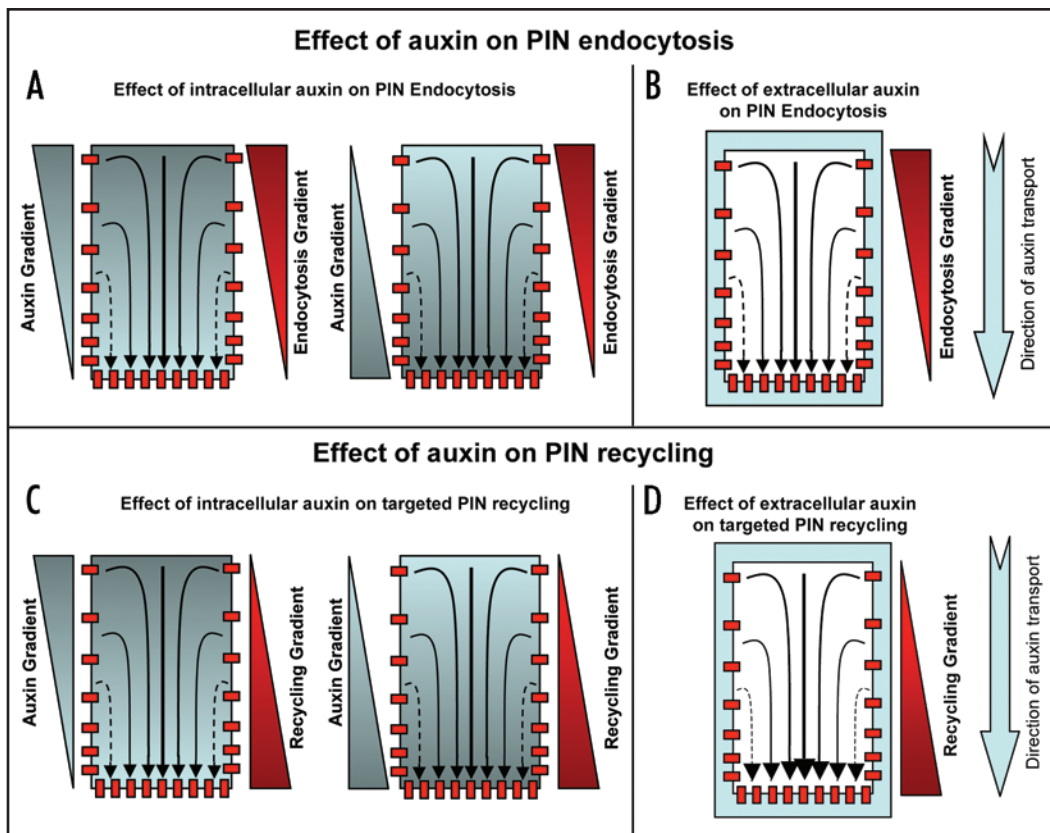 Effect of auxin on PIN endocytosis
A
Effect of intracellular auxin on PIN Endocytosis
Auxin Gradient
Endocytosis Gradient
Auxin Gradient
Endocytosis Gradient
B
Effect of extracellular auxin
on PIN Endocytosis
Endocytosis Gradient
Direction of auxin transport
Effect of auxin on PIN recycling
C
Effect of intracellular auxin on targeted PIN recycling
Auxin Gradient
Recycling Gradient
Auxin Gradient
Recycling Gradient
D
Effect of extracellular auxin
on targeted PIN recycling
Recycling Gradient
Direction of auxin transport